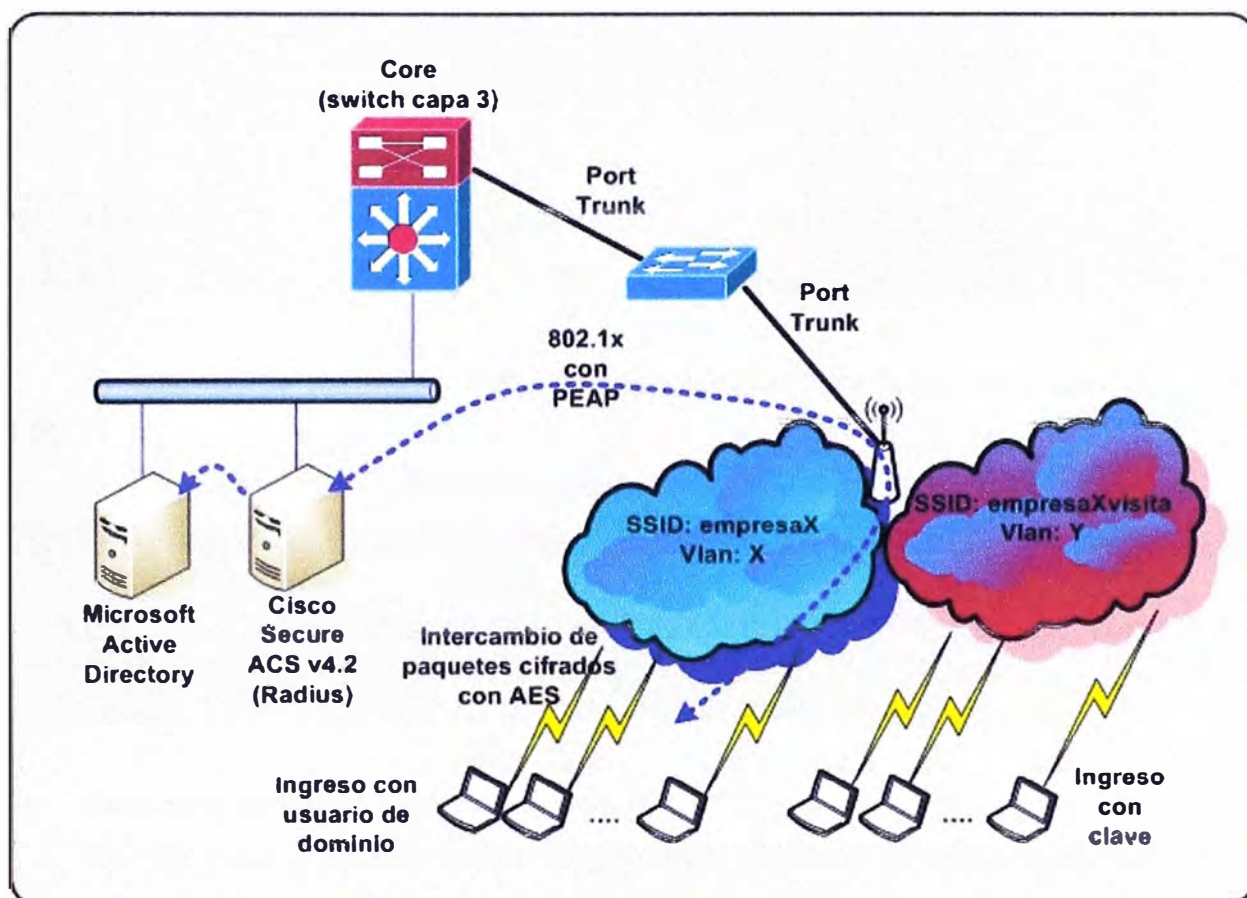 Core
(switch capa 3)
Port
Trunk
Port
Trunk
802.1x
con
PEAP
SSID: empresaX
Vlan: X
SSID: empresaXvisita
Vlan: Y
Microsoft
Active
Directory
Cisco
Secure
ACS v4.2
(Radius)
Intercambio de
paquetes cifrados
con AES
Ingreso con
usuario de
dominio
....
....
Ingreso
con
clave